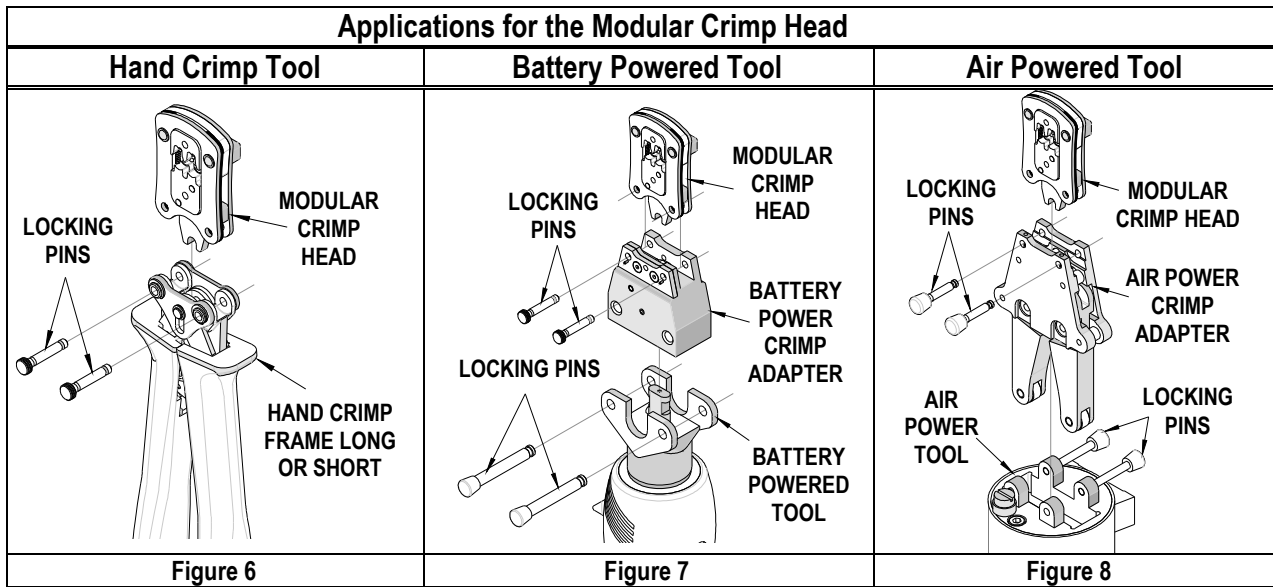 Applications for the Modular Crimp Head
Hand Crimp Tool
Battery Powered Tool
Air Powered Tool
LOCKING
PINS
MODULAR
CRIMP
HEAD
HAND CRIMP
FRAME LONG
OR SHORT
LOCKING
PINS
MODULAR
CRIMP
HEAD
BATTERY
POWER
CRIMP
ADAPTER
LOCKING PINS
BATTERY
POWERED
TOOL
LOCKING
PINS
MODULAR
CRIMP HEAD
AIR POWER
CRIMP
ADAPTER
AIR
POWER
TOOL
LOCKING
PINS
Figure 6
Figure 7
Figure 8